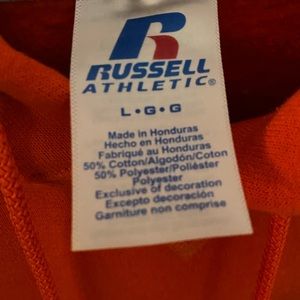 R
RUSSELL
ATHLETIC®
L•G•G
Made in Honduras
Hecho en Honduras
Fabriqué au Honduras
50% Cotton/Algodón/Coton
50% Polyester/Poliéster
Polyester
Exclusive of decoration
Excepto decoración
Garniture non comprise